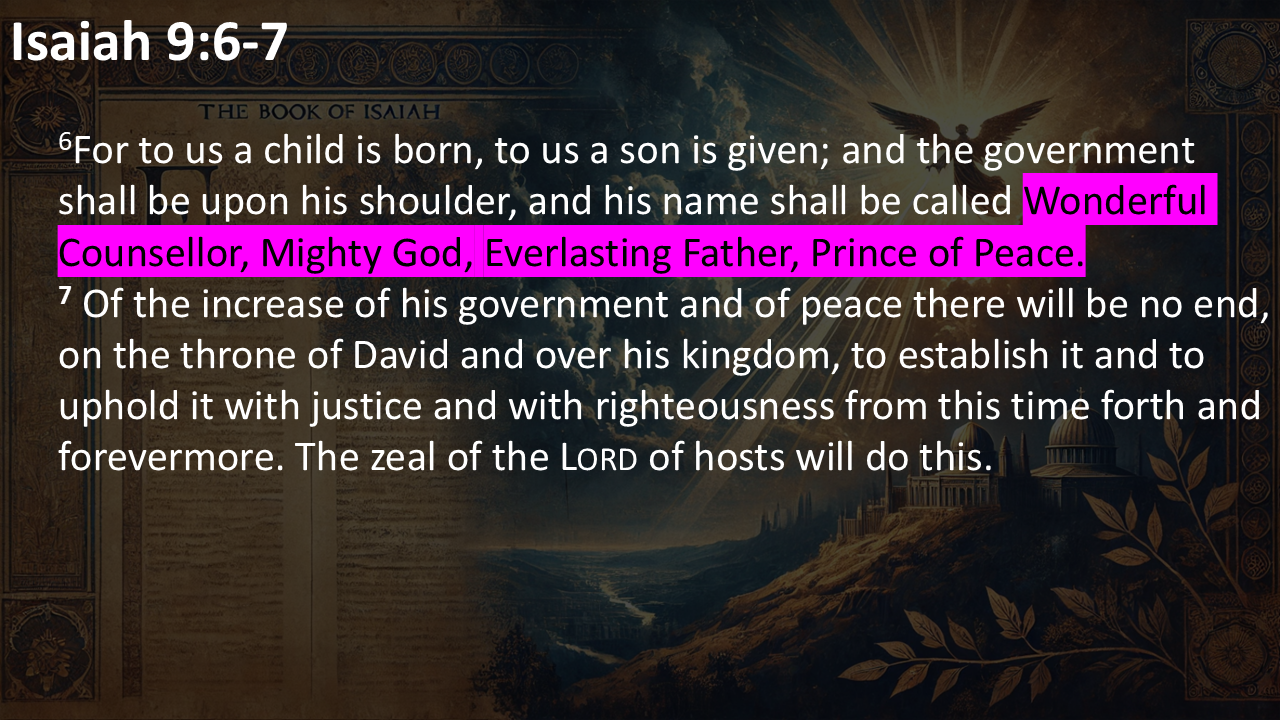 Isaiah 9:6-7
THE BOOK OF ISAIAH
⁶For to us a child is born, to us a son is given; and the government
shall be upon his shoulder, and his name shall be called Wonderful
Counsellor, Mighty God, Everlasting Father, Prince of Peace.
⁷ Of the increase of his government and of peace there will be no end,
on the throne of David and over his kingdom, to establish it and to
uphold it with justice and with righteousness from this time forth and
forevermore. The zeal of the LORD of hosts will do this.